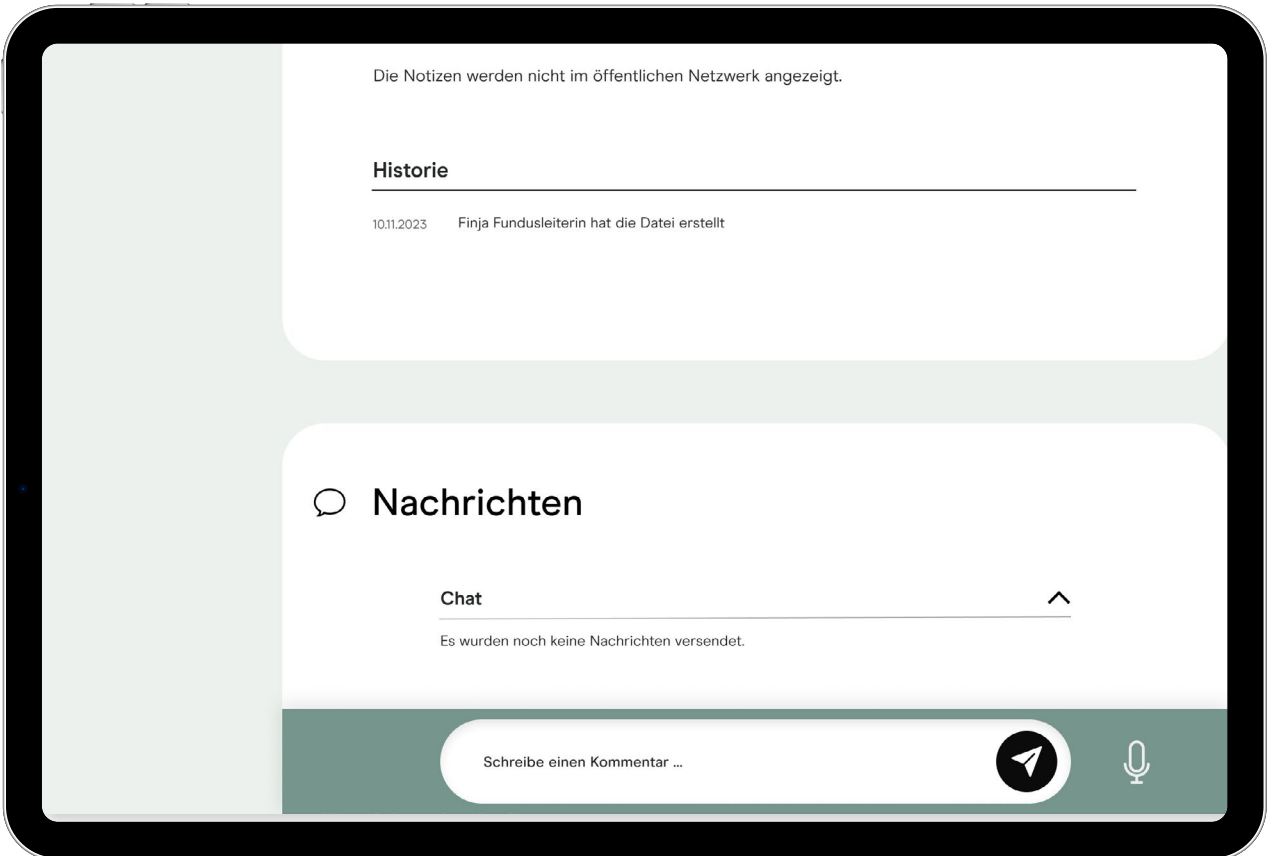 Die Notizen werden nicht im öffentlichen Netzwerk angezeigt.
Historie
10.11.2023 Finja Fundusleiterin hat die Datei erstellt
Nachrichten
Chat
Es wurden noch keine Nachrichten versendet.
Schreibe einen Kommentar ...